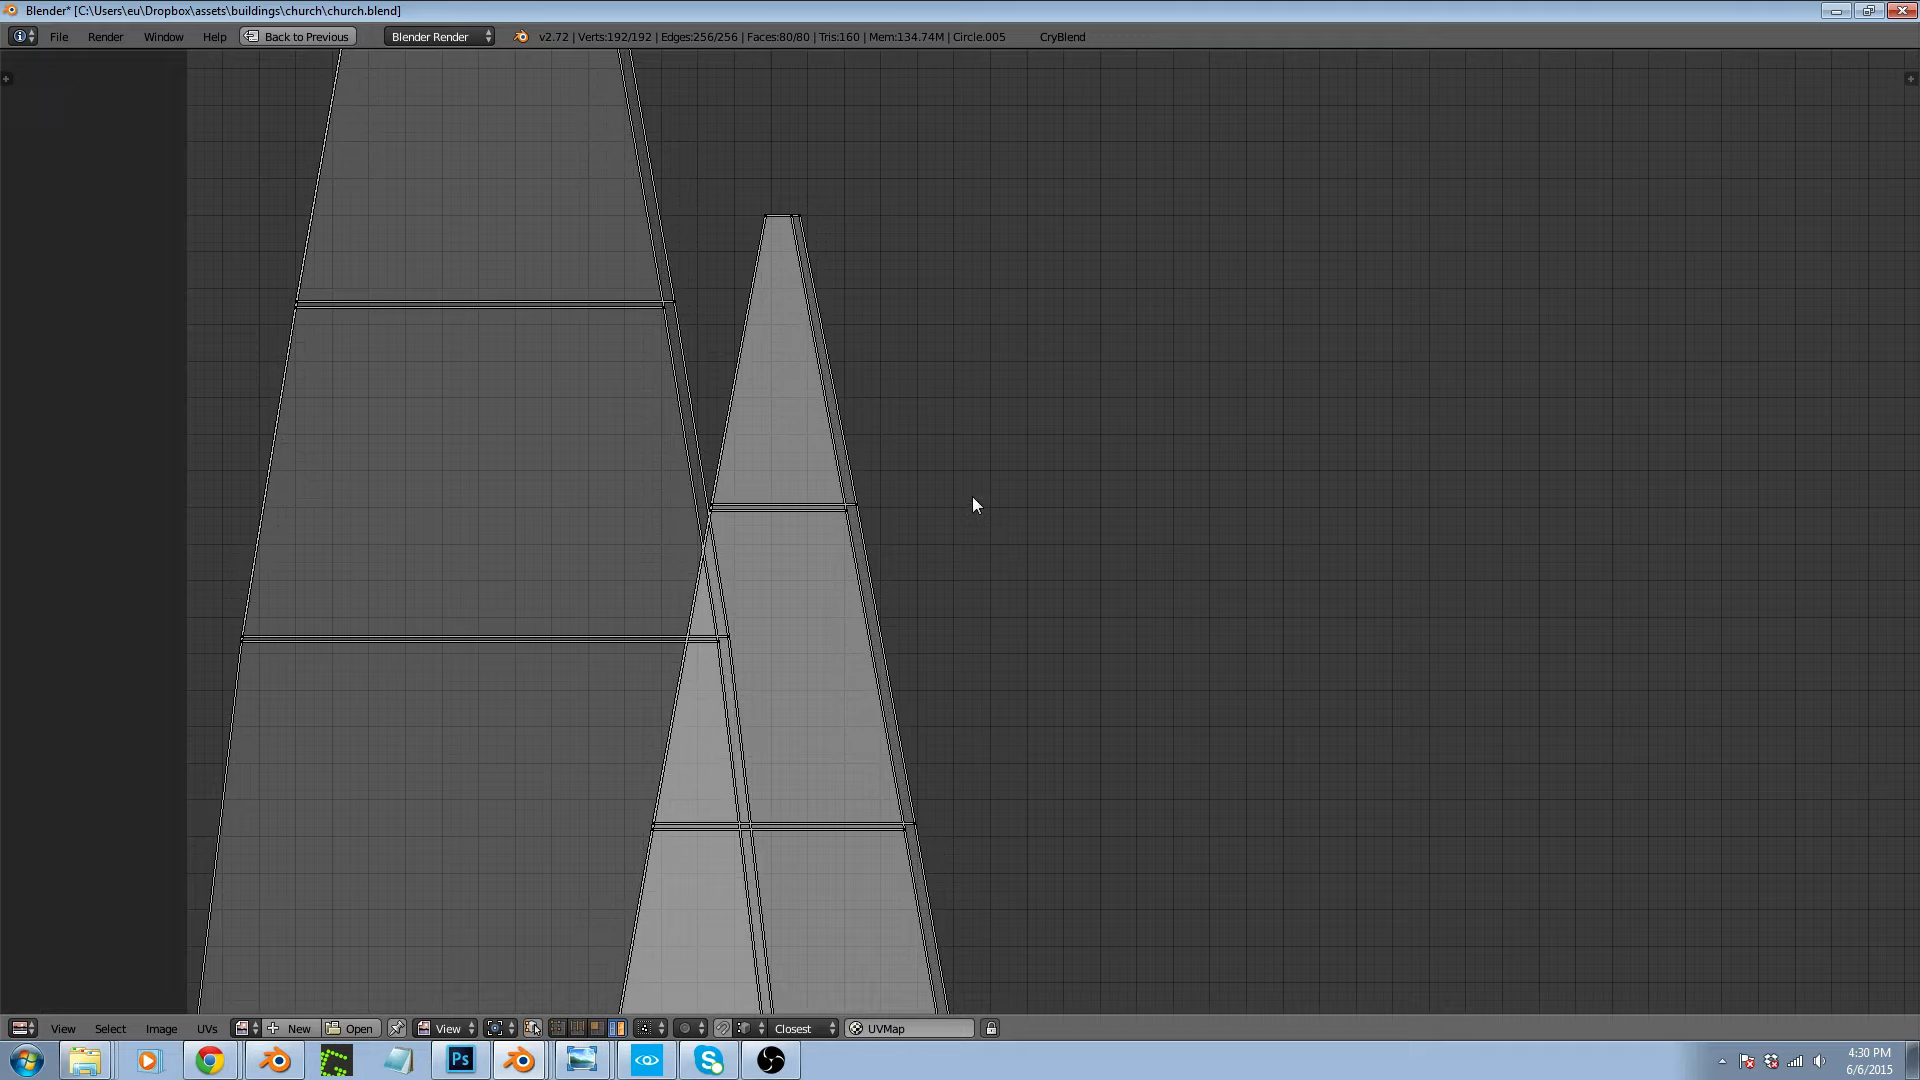 Blender* [C:\Users\eu\Dropbox\assets\buildings\church\church.blend]
File Render Window Help Back to Previous Blender Render v2.72 | Verts:192/192 | Edges:256/256 | Faces:80/80 | Tris:160 | Mem:134.74M | Circle.005 CryBlend
View Select Image UVs New Open View Closest UVMap
Ps
4:30 PM
6/6/2015